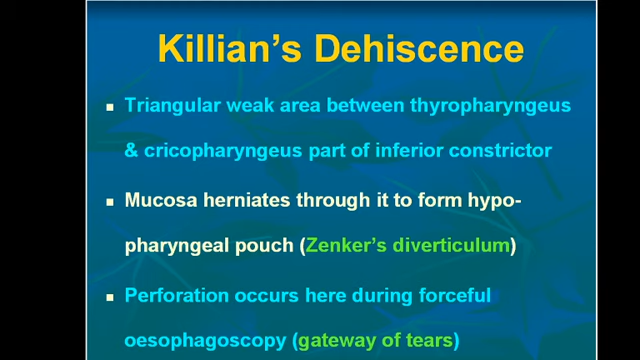 Killian's Dehiscence
Triangular weak area between thyropharyngeus
& cricopharyngeus part of inferior constrictor
Mucosa herniates through it to form hypo-
pharyngeal pouch (Zenker's diverticulum)
Perforation occurs here during forceful
oesophagoscopy (gateway of tears)